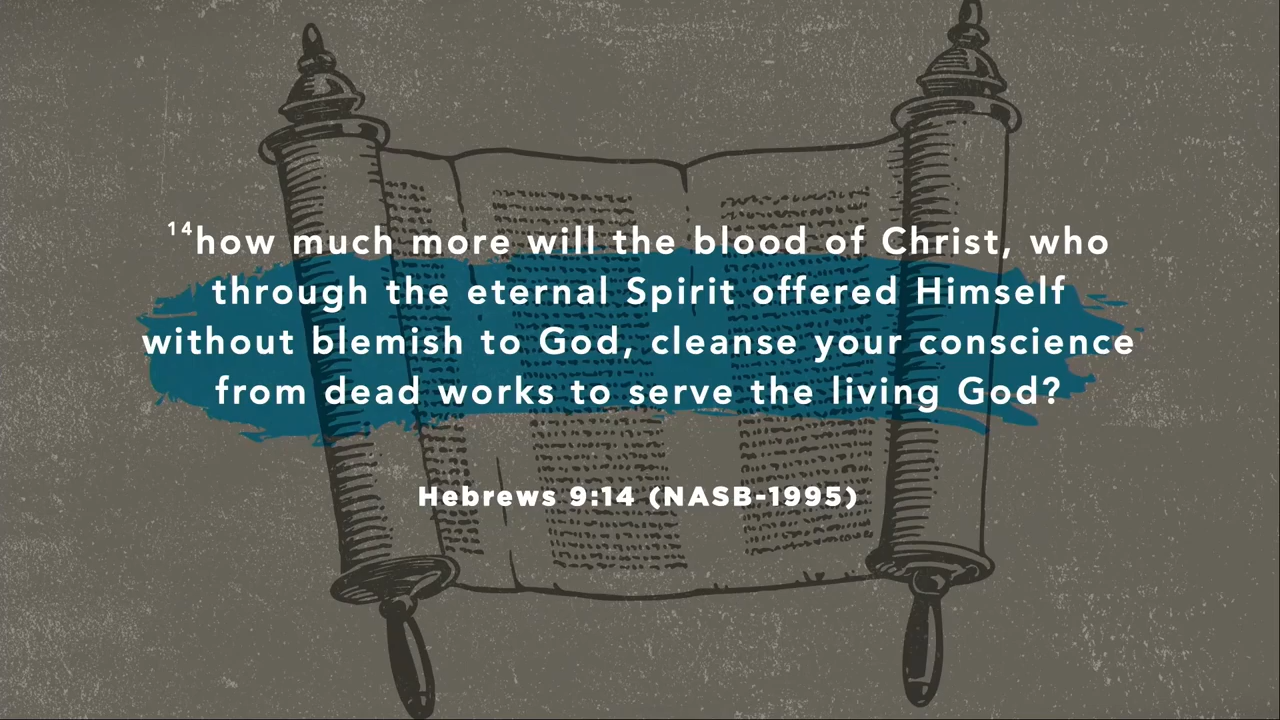 ¹⁴how much more will the blood of Christ, who
through the eternal Spirit offered Himself
without blemish to God, cleanse your conscience
from dead works to serve the living God?
Hebrews 9:14 (NASB-1995)